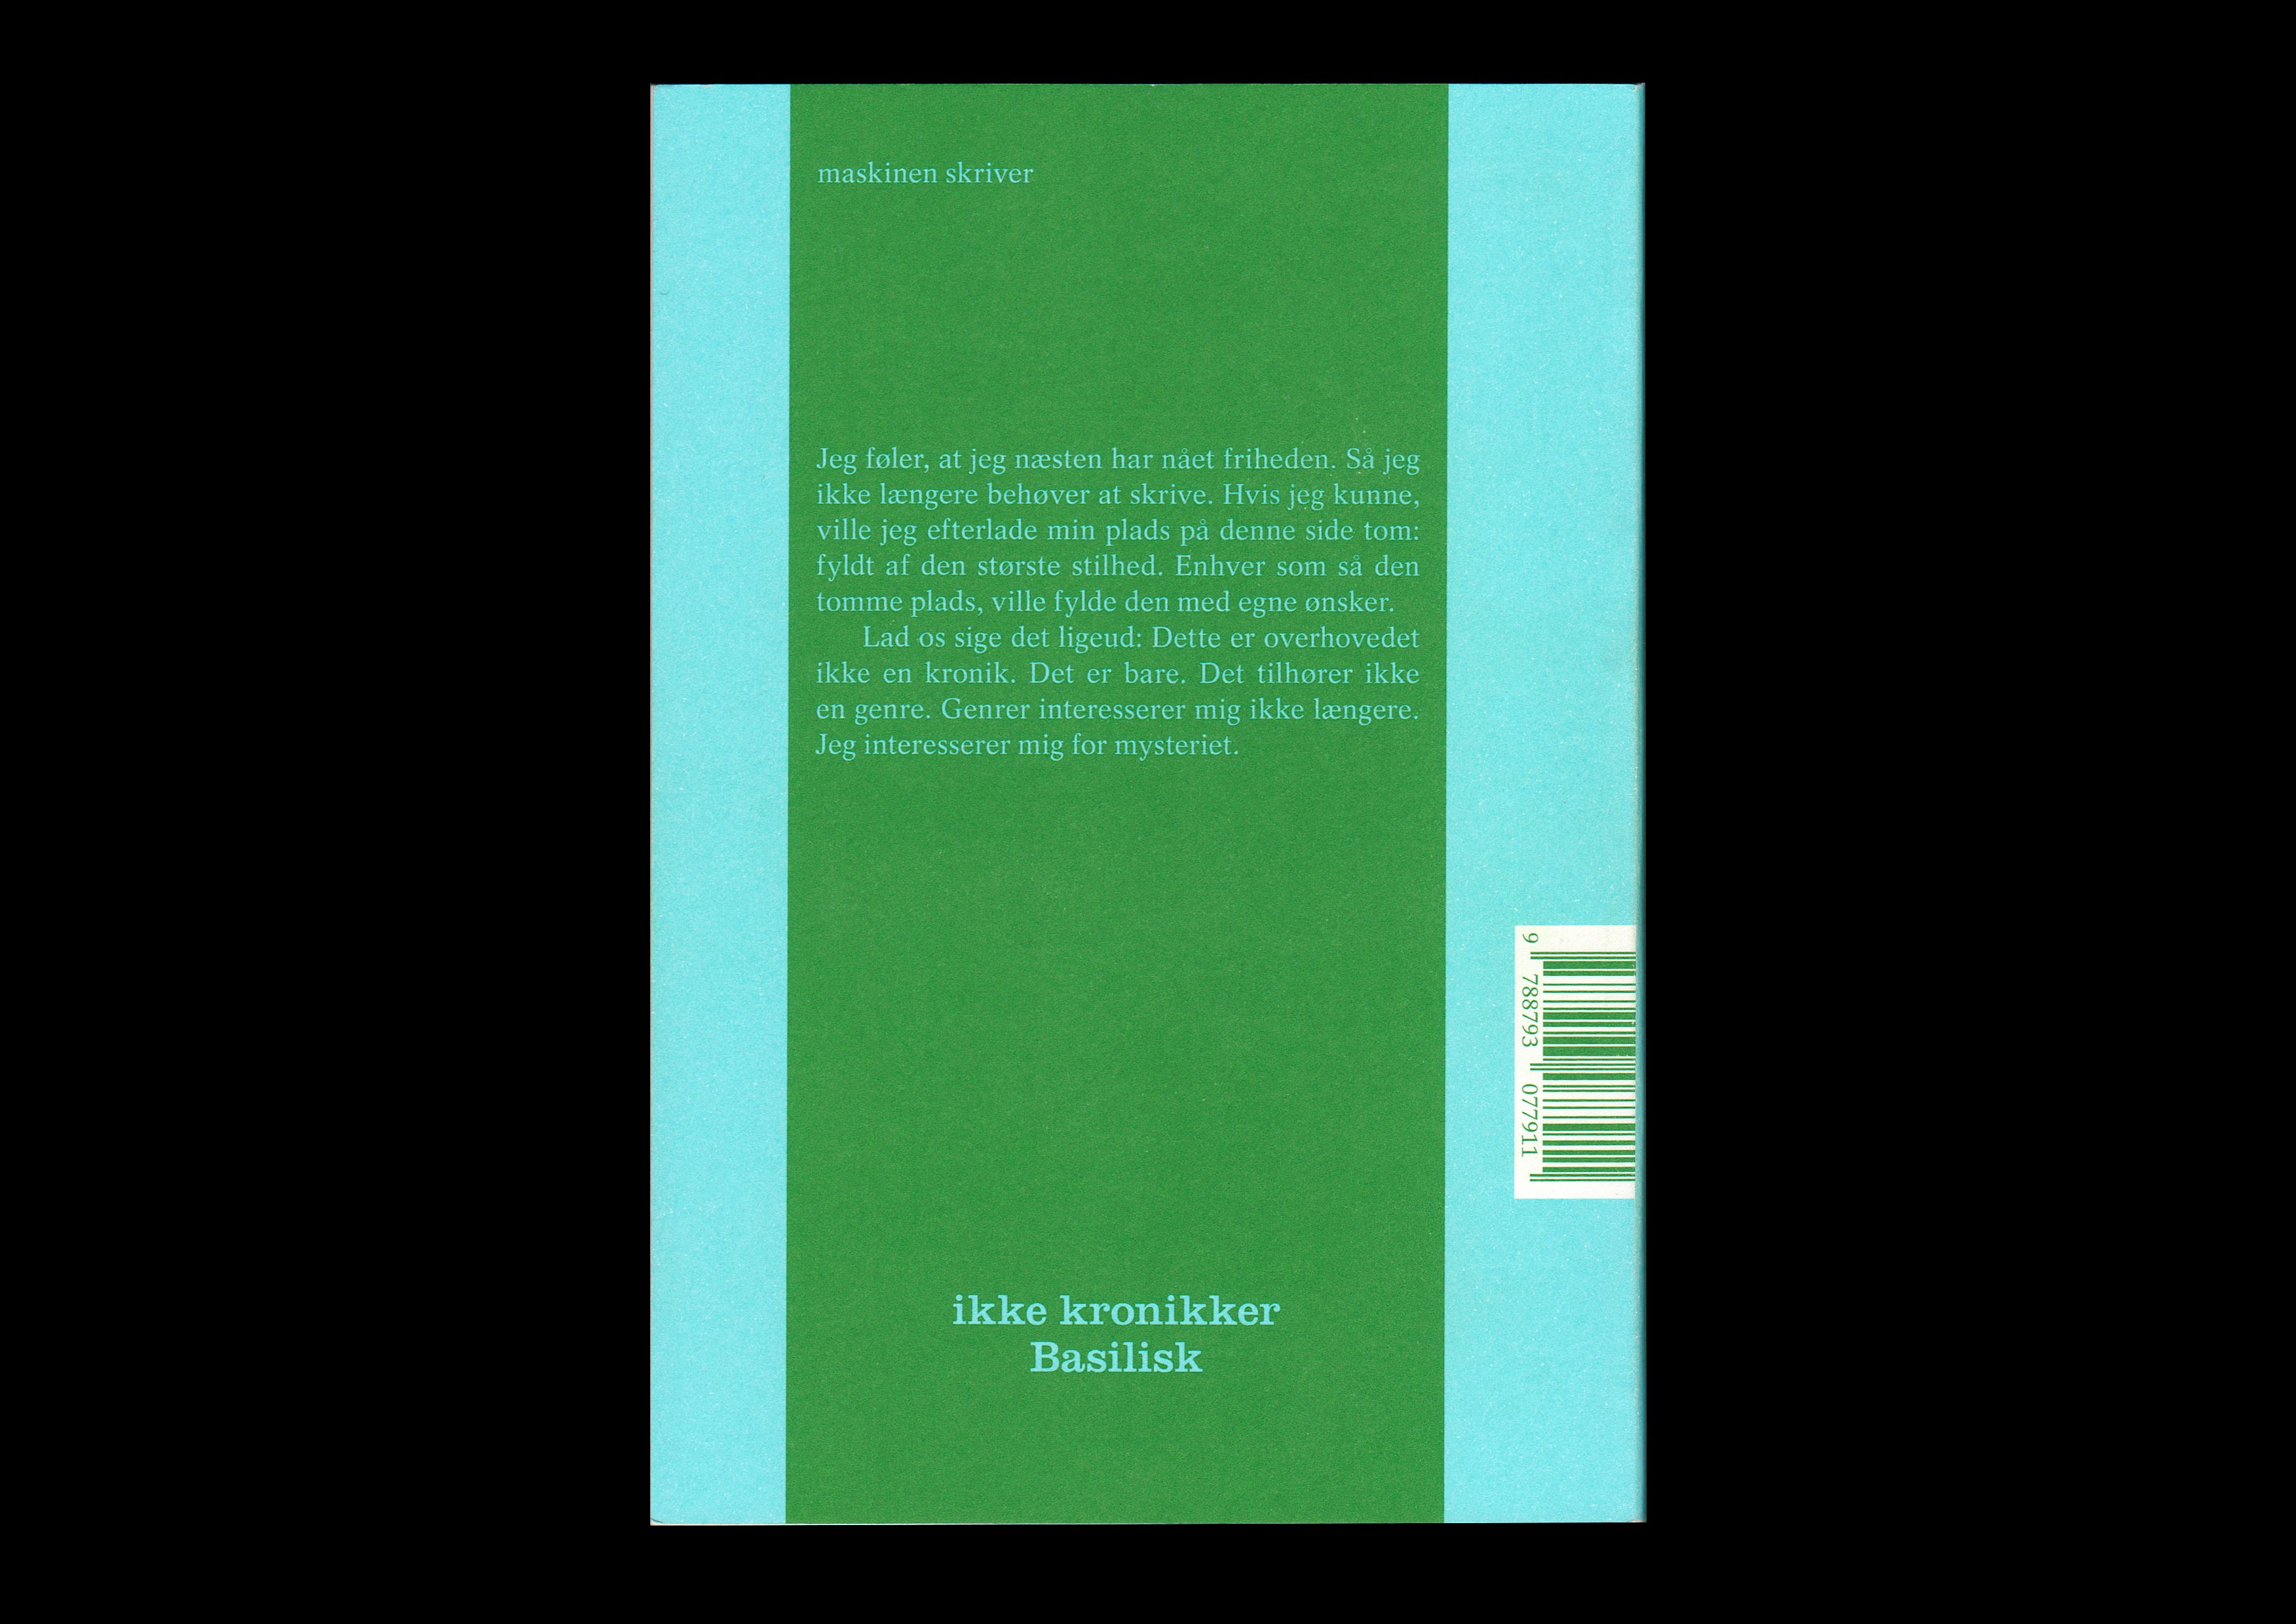 maskinen skriver
Jeg føler, at jeg næsten har nået friheden. Så jeg
ikke længere behøver at skrive. Hvis jeg kunne,
ville jeg efterlade min plads på denne side tom:
fyldt af den største stilhed. Enhver som så den
tomme plads, ville fylde den med egne ønsker.
Lad os sige det ligeud: Dette er overhovedet
ikke en kronik. Det er bare. Det tilhører ikke
en genre. Genrer interesserer mig ikke længere.
Jeg interesserer mig for mysteriet.
9 788793 077911
ikke kronikker
Basilisk